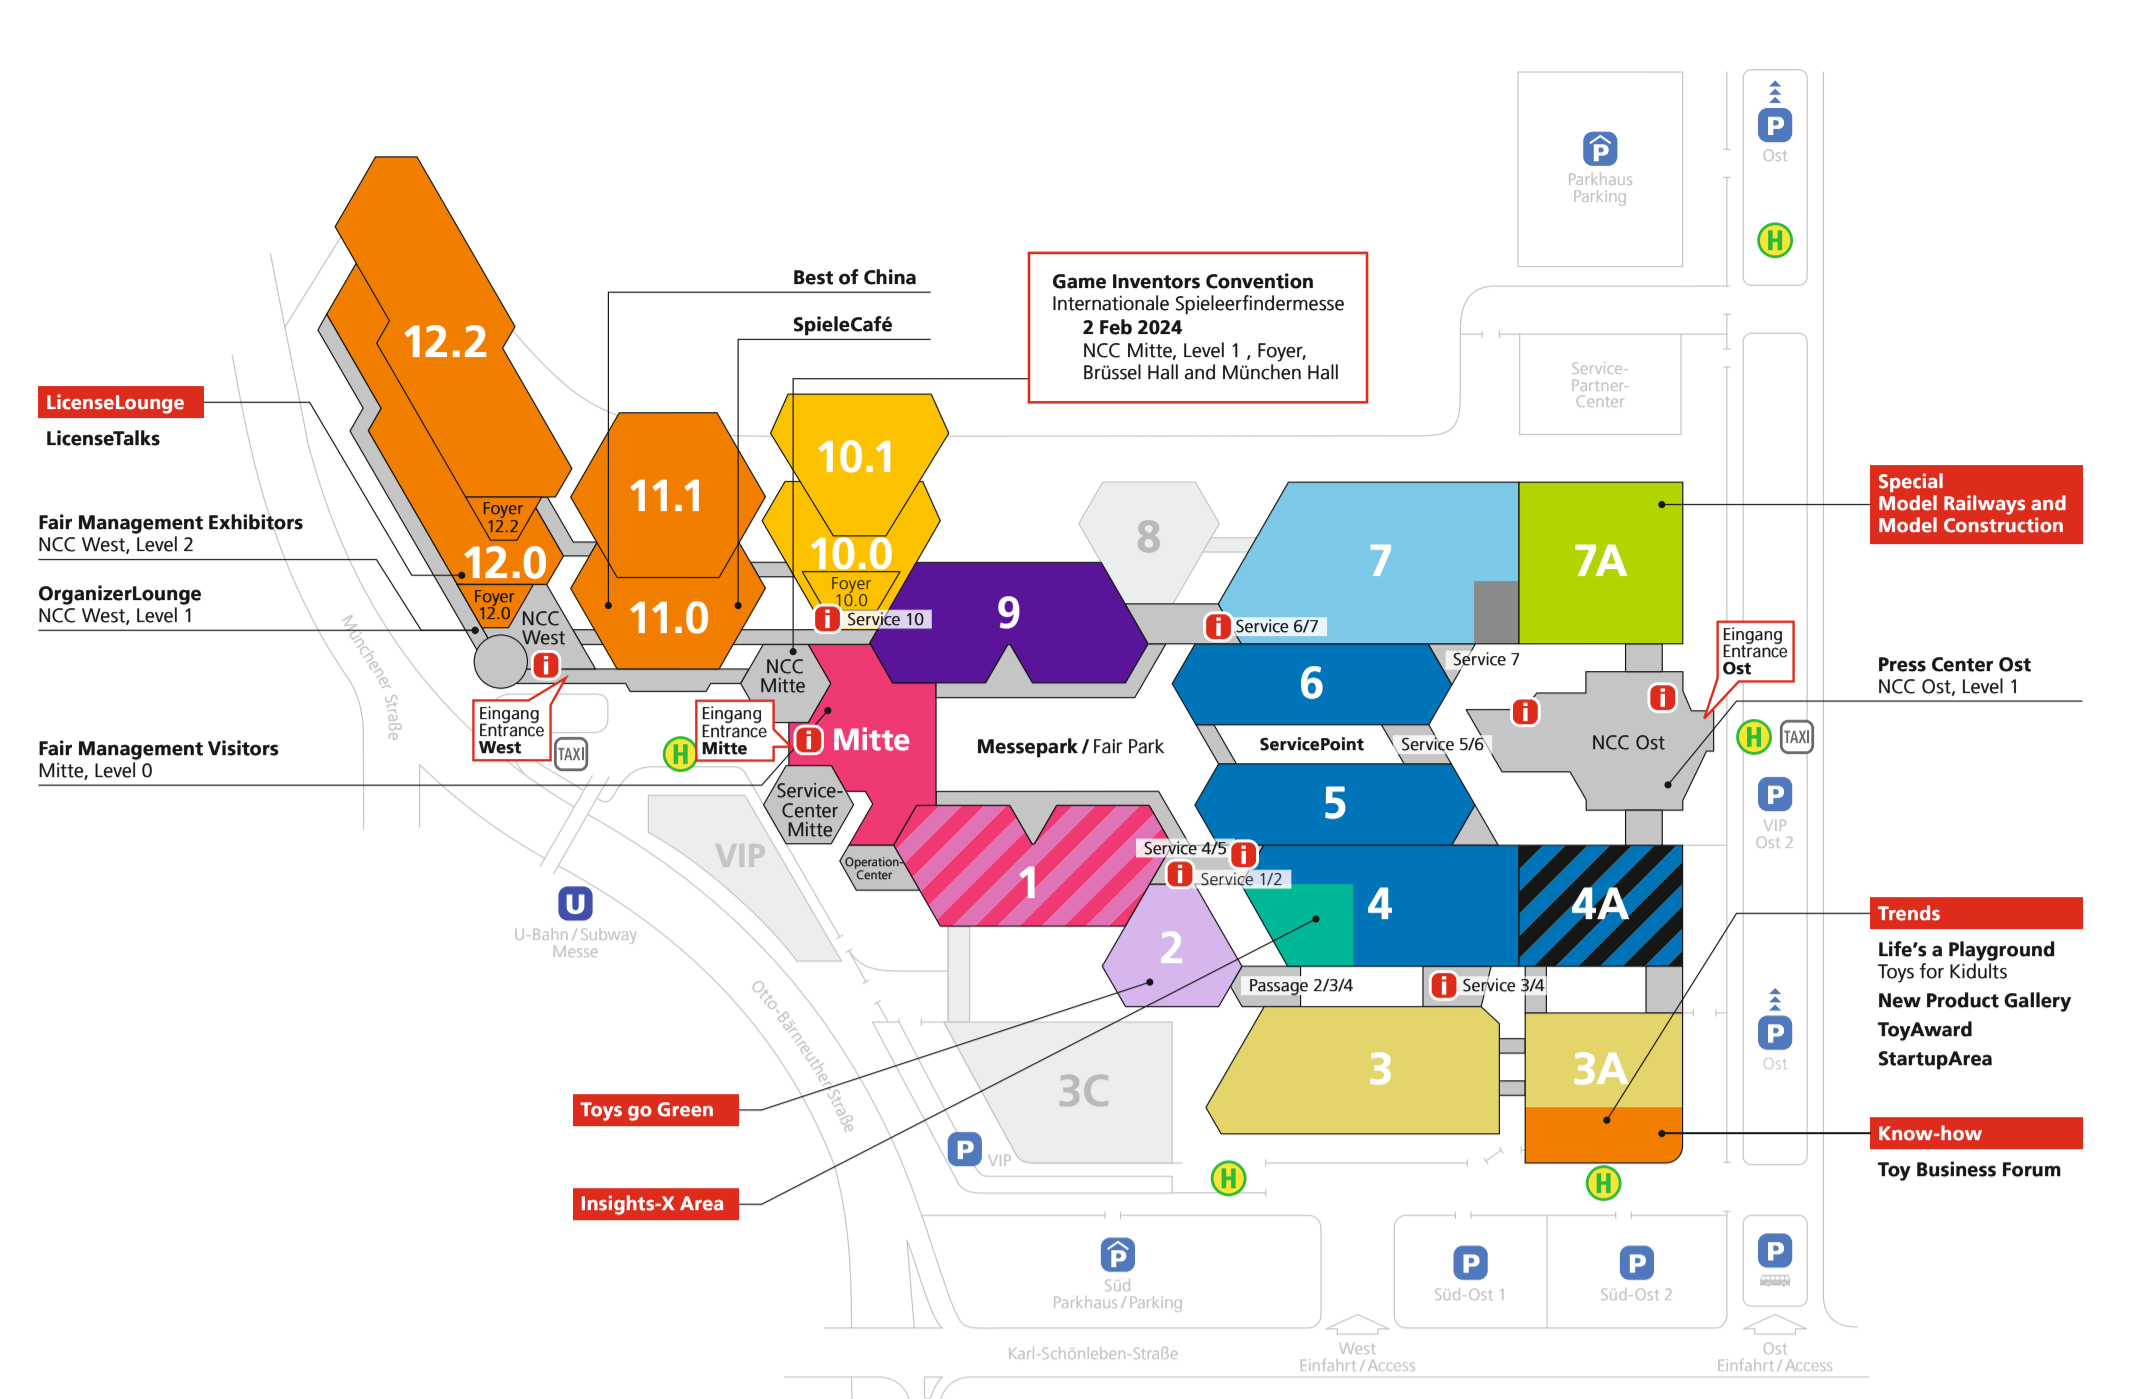 P
Ost
P
Parkhaus
Parking
H
Best of China
SpieleCafé
Game Inventors Convention
Internationale Spieleerfindermesse
2 Feb 2024
NCC Mitte, Level 1 , Foyer,
Brüssel Hall and München Hall
12.2
Service-
Partner-
Center
LicenseLounge
LicenseTalks
10.1
11.1
Special
Model Railways and
Model Construction
Foyer
12.2
Fair Management Exhibitors
NCC West, Level 2
8
7
7A
12.0
10.0
Foyer
10.0
OrganizerLounge
NCC West, Level 1
Foyer
12.0
NCC
West
11.0
i
Service 10
9
i
Service 6/7
Münchener Straße
i
NCC
Mitte
6
Service 7
Eingang
Entrance
Ost
Press Center Ost
NCC Ost, Level 1
Eingang
Entrance
West
TAXI
H
Eingang
Entrance
Mitte
i
Mitte
Messepark / Fair Park
ServicePoint
Service 5/6
i
i
NCC Ost
H
TAXI
Fair Management Visitors
Mitte, Level 0
Service-
Center
Mitte
5
P
VIP
Ost 2
VIP
Operation-
Center
1
Service 4/5
i
i
Service 1/2
4
4A
U
U-Bahn / Subway
Messe
2
Trends
Life's a Playground
Toys for Kidults
New Product Gallery
ToyAward
StartupArea
Passage 2/3/4
i
Service 3/4
Otto-Bärnreuther-Straße
P
Ost
3C
3
3A
Toys go Green
Know-how
Toy Business Forum
P
VIP
H
H
Insights-X Area
P
Süd
Parkhaus / Parking
P
Süd-Ost 1
P
Süd-Ost 2
P
Karl-Schönleben-Straße
West
Einfahrt / Access
Ost
Einfahrt / Access